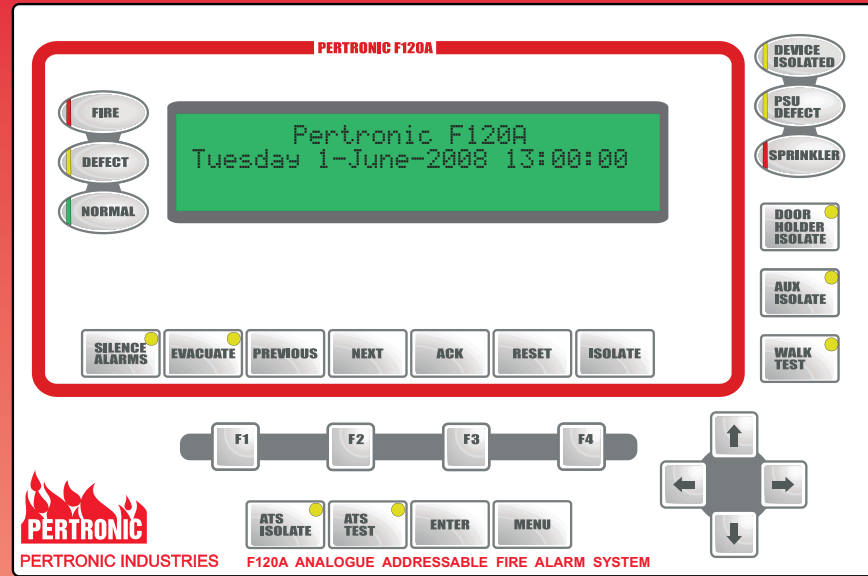 PERTRONIC F120A
FIRE
DEFECT
NORMAL
Pertronic F120A
Tuesday 1-June-2008 13:00:00
DEVICE
ISOLATED
PSU
DEFECT
SPRINKLER
DOOR
HOLDER
ISOLATE
AUX
ISOLATE
WALK
TEST
SILENCE
ALARMS
EVACUATE
PREVIOUS
NEXT
ACK
RESET
ISOLATE
F1
F2
F3
F4
ATS
ISOLATE
ATS
TEST
ENTER
MENU
PERTRONIC
PERTRONIC INDUSTRIES
F120A ANALOGUE ADDRESSABLE FIRE ALARM SYSTEM